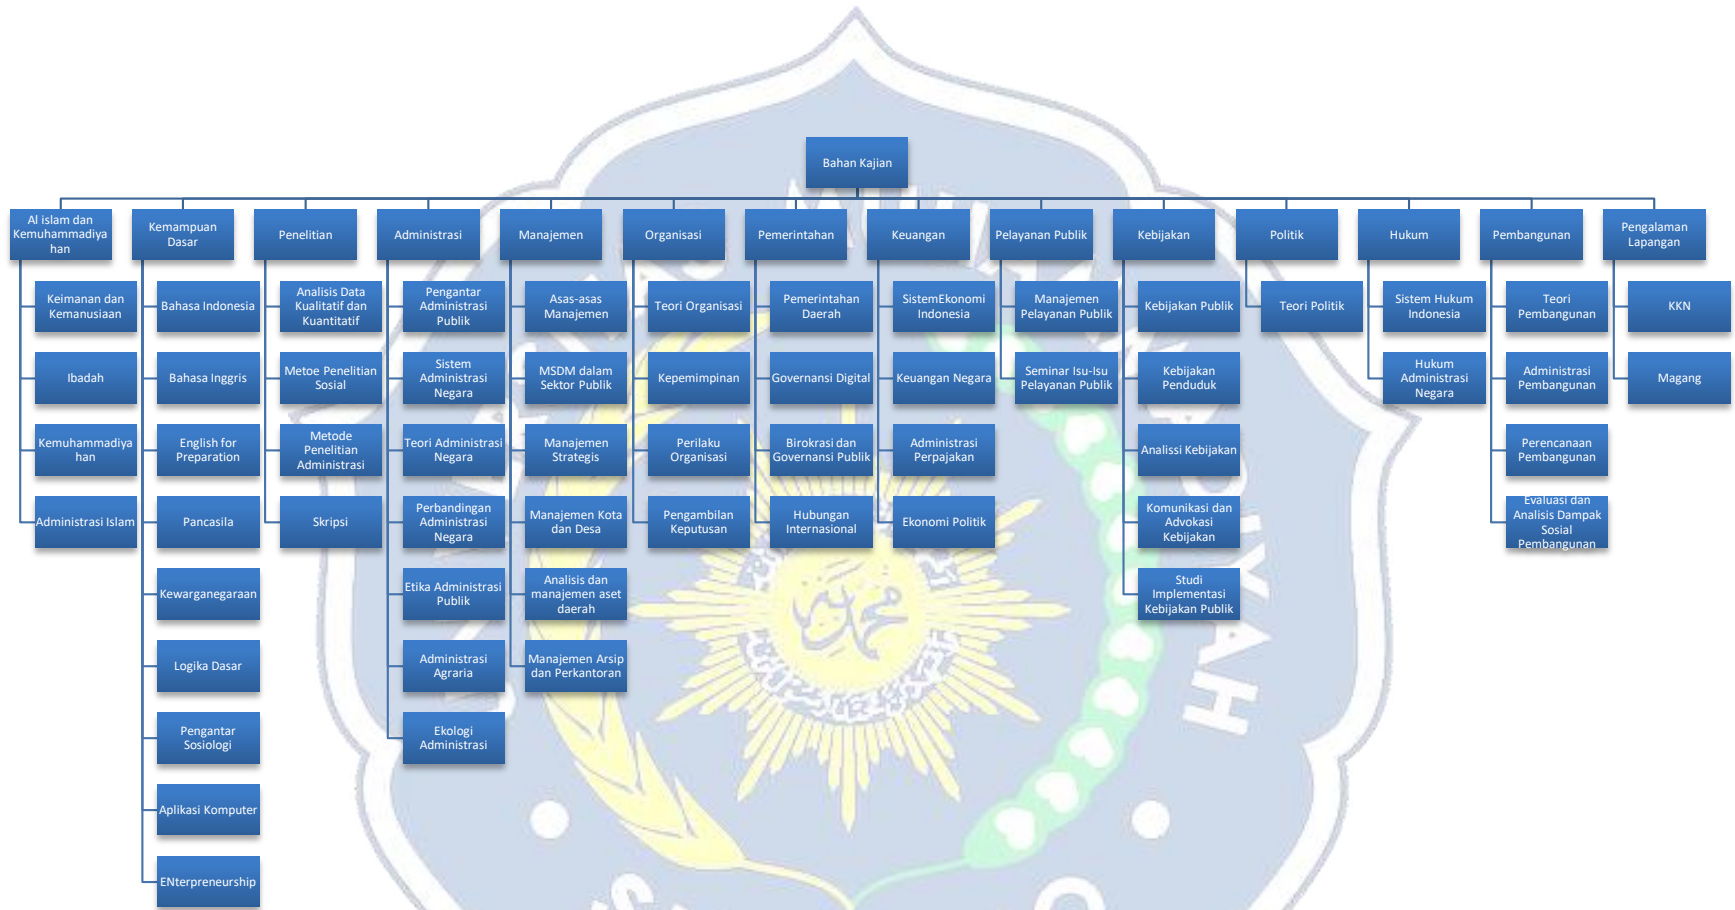 Bahan Kajian
Al islam dan
Kemuhammadiya
han
Keimanan dan
Kemanusiaan
Ibadah
Kemuhammadiya
han
Administrasi Islam
Kemampuan
Dasar
Bahasa Indonesia
Bahasa Inggris
English for
Preparation
Pancasila
Kewarganegaraan
Logika Dasar
Pengantar
Sosiologi
Aplikasi Komputer
ENterpreneurship
Penelitian
Analisis Data
Kualitatif dan
Kuantitatif
Metoe Penelitian
Sosial
Metode
Penelitian
Administrasi
Skripsi
Administrasi
Pengantar
Administrasi
Publik
Sistem
Administrasi
Negara
Teori Administrasi
Negara
Perbandingan
Administrasi
Negara
Etika Administrasi
Publik
Administrasi
Agraria
Ekologi
Administrasi
Manajemen
Asas-asas
Manajemen
MSDM dalam
Sektor Publik
Manajemen
Strategis
Manajemen Kota
dan Desa
Analisis dan
manajemen aset
daerah
Manajemen Arsip
dan Perkantoran
Organisasi
Teori Organisasi
Kepemimpinan
Perilaku
Organisasi
Pengambilan
Keputusan
Pemerintahan
Pemerintahan
Daerah
Governansi Digital
Birokrasi dan
Governansi Publik
Hubungan
Internasional
Keuangan
SistemEkonomi
Indonesia
Keuangan Negara
Administrasi
Perpajakan
Ekonomi Politik
Pelayanan Publik
Manajemen
Pelayanan Publik
Seminar Isu-Isu
Pelayanan Publik
Kebijakan
Kebijakan Publik
Kebijakan
Penduduk
Analissi Kebijakan
Komunikasi dan
Advokasi
Kebijakan
Studi
Implementasi
Kebijakan Publik
Politik
Teori Politik
Hukum
Sistem Hukum
Indonesia
Hukum
Administrasi
Negara
Pembangunan
Teori
Pembangunan
Administrasi
Pembangunan
Perencanaan
Pembangunan
Evaluasi dan
Analisis Dampak
Sosial
Pembangunan
Pengalaman
Lapangan
KKN
Magang
محمد